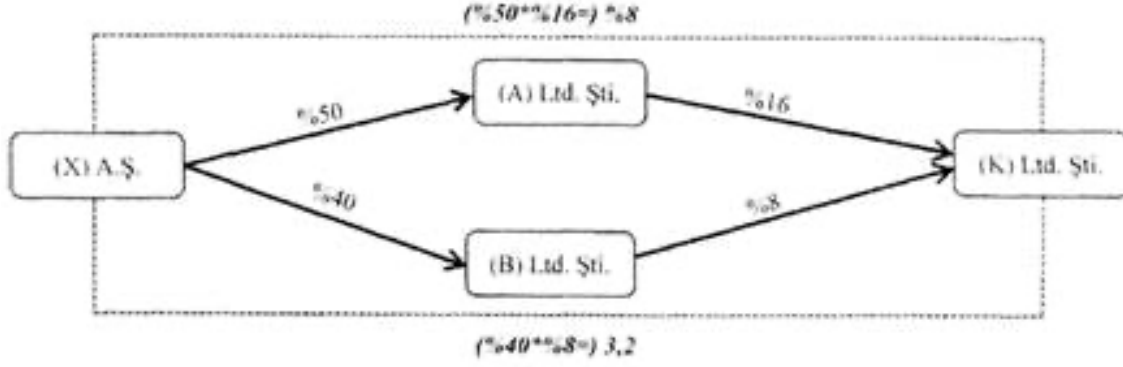 (%50*%16=) %8
(A) Ltd. Şti.
%50
%16
(X) A.Ş.
(K) Ltd. Şti.
%40
%8
(B) Ltd. Şti.
(%40*%8=) 3,2